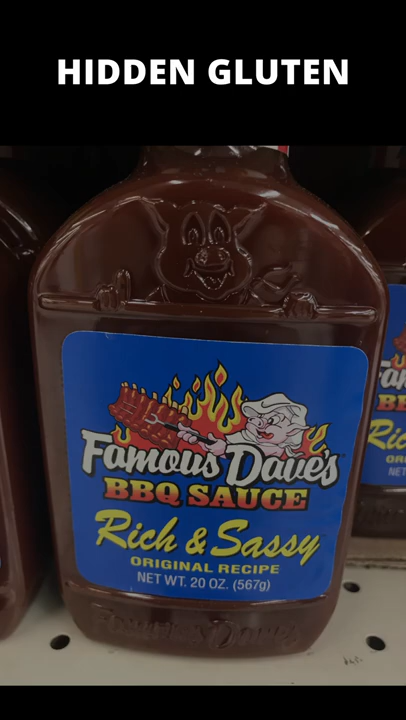 HIDDEN GLUTEN
Famous Dave's
BBQ SAUCE
Rich & Sassy
ORIGINAL RECIPE
NET WT. 20 OZ. (567g)